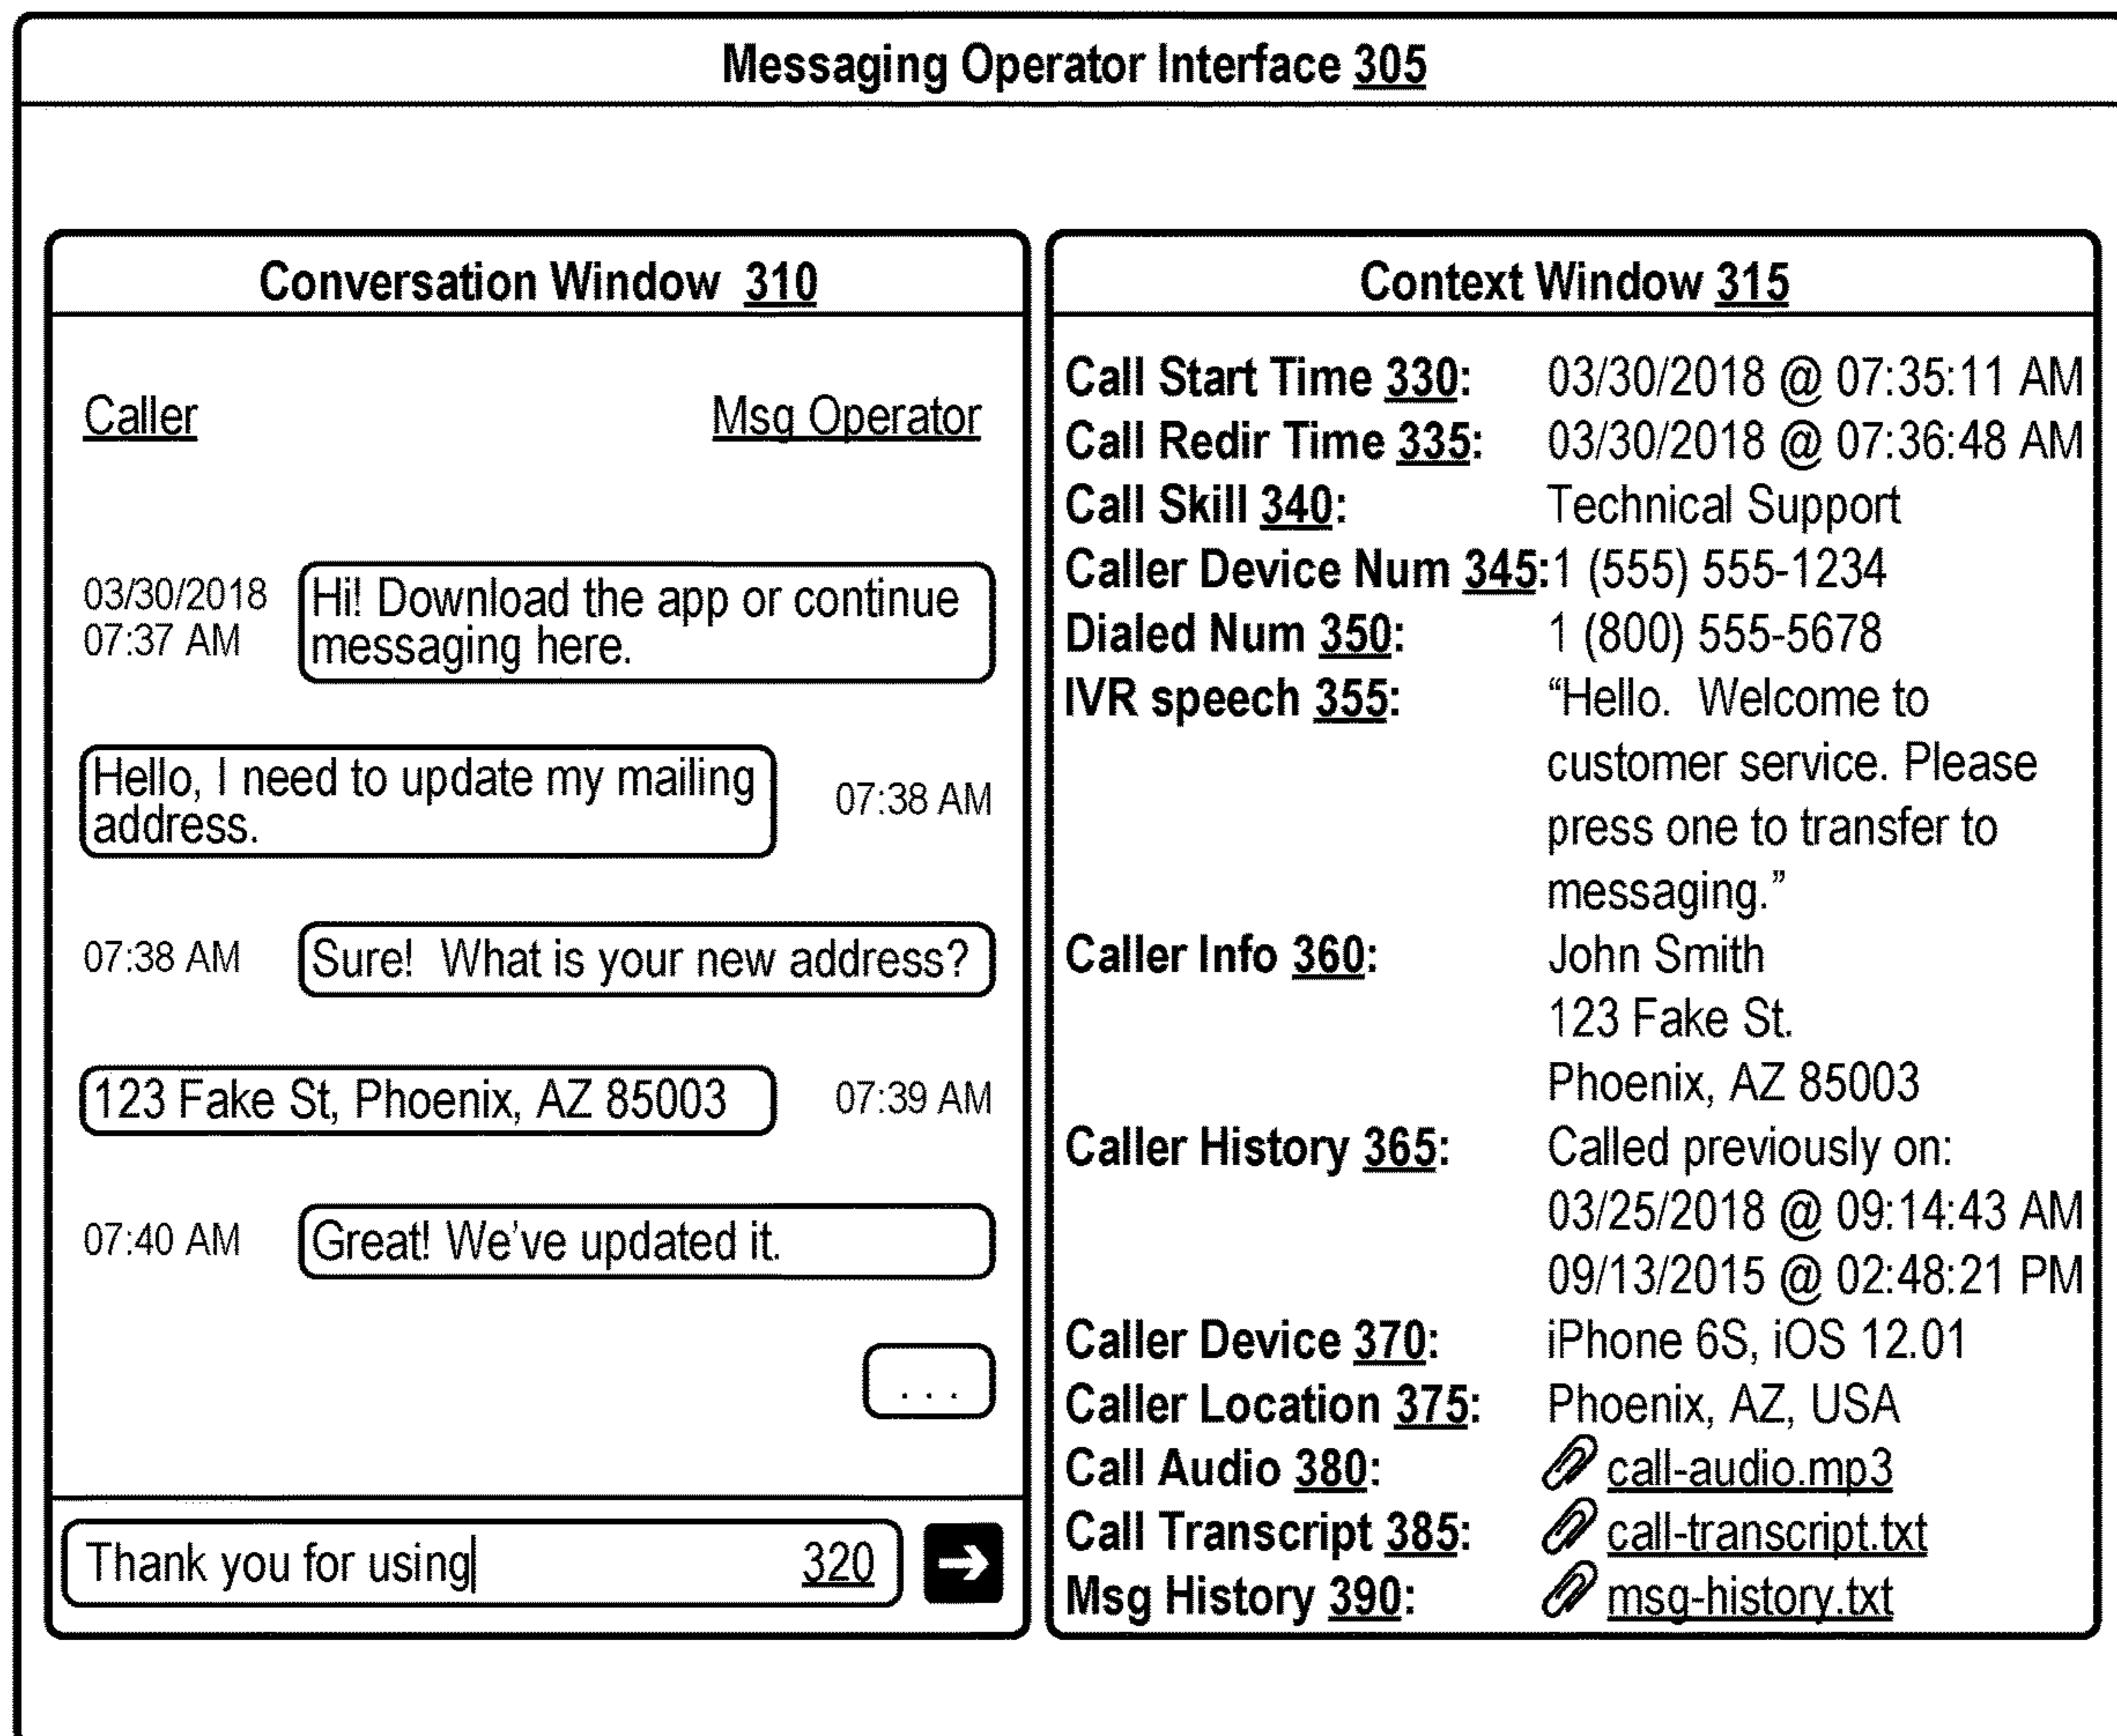 Messaging Operator Interface 305
Conversation Window 310
Caller
Msg Operator
03/30/2018
07:37 AM
Hi! Download the app or continue
messaging here.
Hello, I need to update my mailing
address.
07:38 AM
07:38 AM
Sure! What is your new address?
123 Fake St, Phoenix, AZ 85003
07:39 AM
07:40 AM
Great! We've updated it.
...
Thank you for using 320
Context Window 315
Call Start Time 330: 03/30/2018 @ 07:35:11 AM
Call Redir Time 335: 03/30/2018 @ 07:36:48 AM
Call Skill 340: Technical Support
Caller Device Num 345: 1 (555) 555-1234
Dialed Num 350: 1 (800) 555-5678
IVR speech 355: “Hello. Welcome to
customer service. Please
press one to transfer to
messaging.”
Caller Info 360: John Smith
123 Fake St.
Phoenix, AZ 85003
Caller History 365: Called previously on:
03/25/2018 @ 09:14:43 AM
09/13/2015 @ 02:48:21 PM
Caller Device 370: iPhone 6S, iOS 12.01
Caller Location 375: Phoenix, AZ, USA
Call Audio 380: call-audio.mp3
Call Transcript 385: call-transcript.txt
Msg History 390: msg-history.txt